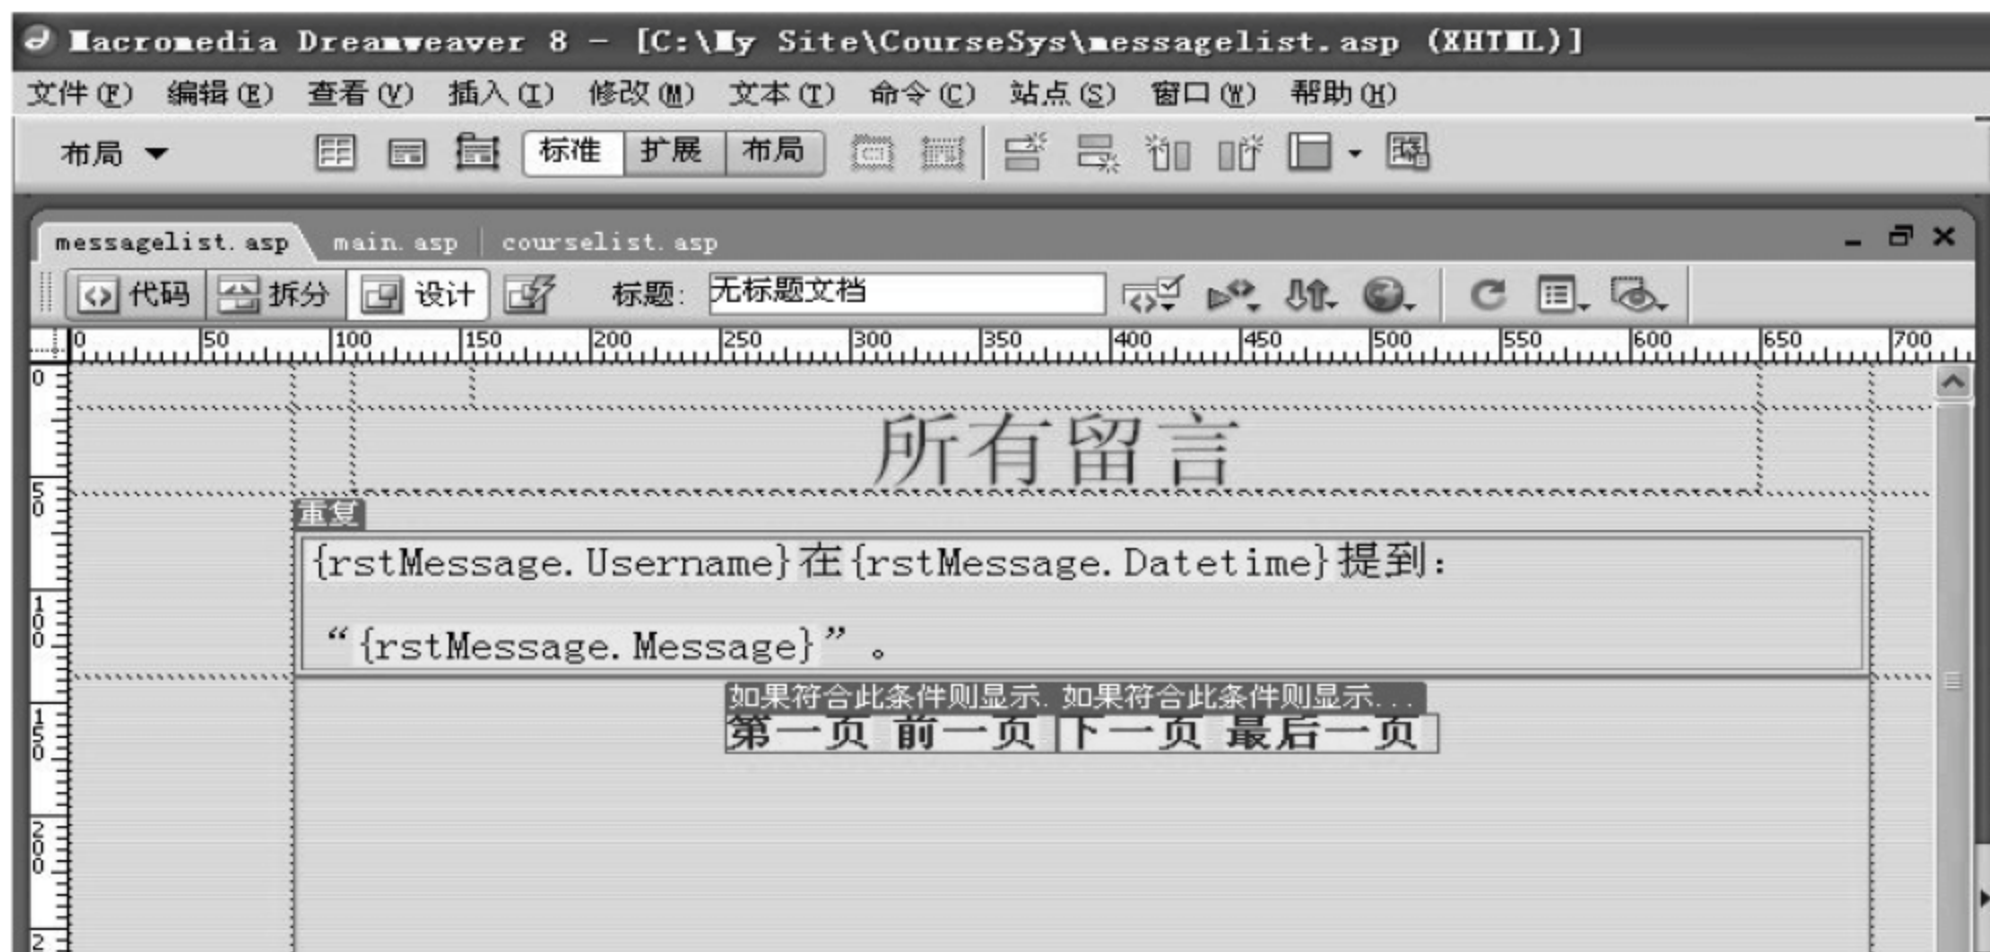 Macromedia Dreamweaver 8 - [C:\My Site\CourseSys\messagelist.asp (XHTML)]
文件(F) 编辑(E) 查看(V) 插入(I) 修改(M) 文本(T) 命令(C) 站点(S) 窗口(W) 帮助(H)
布局 标准 扩展 布局
messagelist.asp main.asp courselist.asp
代码 拆分 设计 标题: 无标题文档
0 50 100 150 200 250 300 350 400 450 500 550 600 650 700
0
所有留言
50
重复
{rstMessage.Username}在{rstMessage.Datetime}提到:
100
“{rstMessage.Message}”。
如果符合此条件则显示. 如果符合此条件则显示...
150
第一页 前一页 下一页 最后一页
200
2